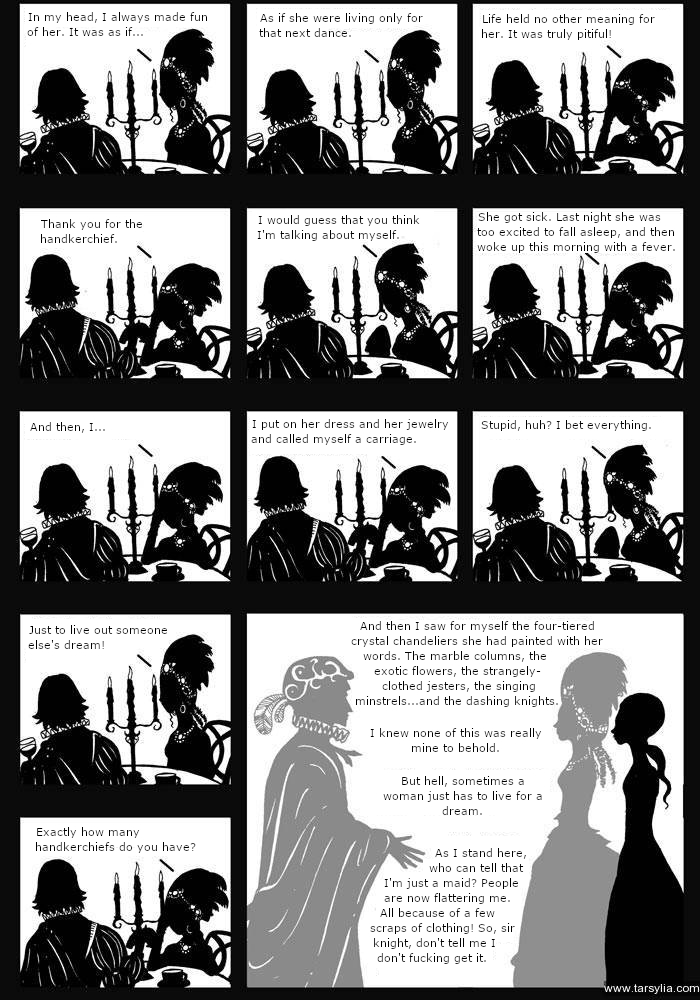 In my head, I always made fun
of her. It was as if...
As if she were living only for
that next dance.
Life held no other meaning for
her. It was truly pitiful!
Thank you for the
handkerchief.
I would guess that you think
I'm talking about myself.
She got sick. Last night she was
too excited to fall asleep, and then
woke up this morning with a fever.
And then, I...
I put on her dress and her jewelry
and called myself a carriage.
Stupid, huh? I bet everything.
Just to live out someone
else's dream!
And then I saw for myself the four-tiered
crystal chandeliers she had painted with her
words. The marble columns, the
exotic flowers, the strangely-
clothed jesters, the singing
minstrels...and the dashing knights.
I knew none of this was really
mine to behold.
But hell, sometimes a
woman just has to live for a
dream.
As I stand here,
who can tell that
I'm just a maid? People
are now flattering me.
All because of a few
scraps of clothing! So, sir
knight, don't tell me I
don't fucking get it.
Exactly how many
handkerchiefs do you have?
www.tarsylia.com